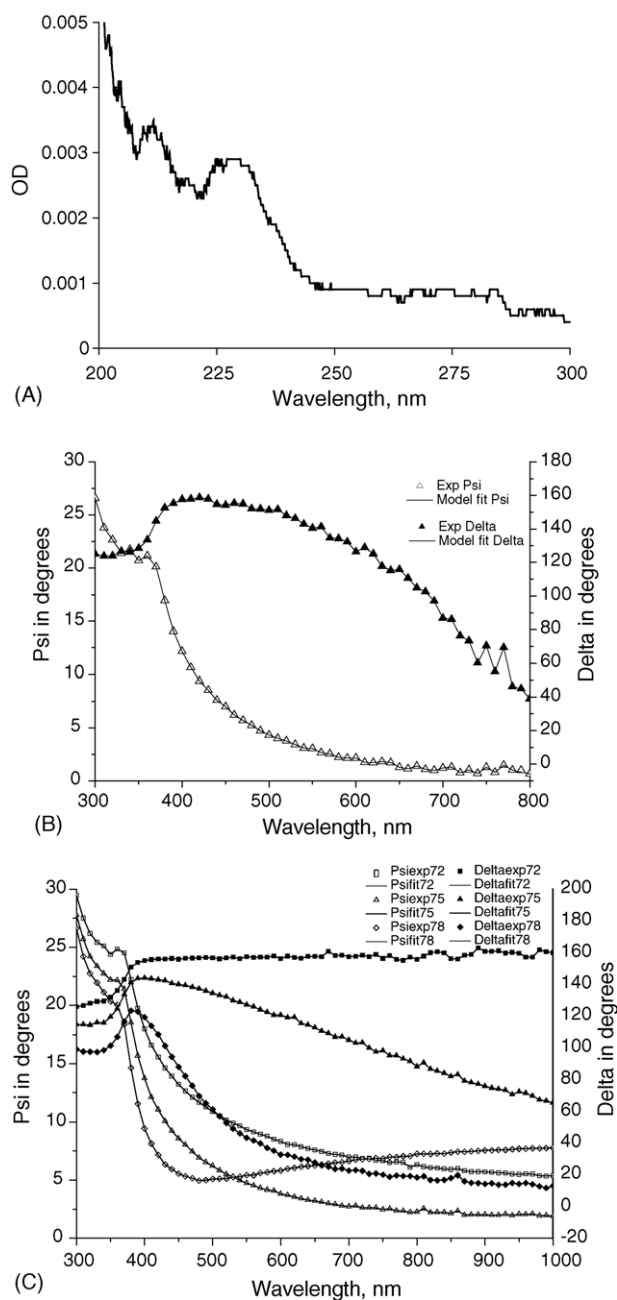 0.005
0.004
0.003
0.002
0.001
0
OD
200 225 250 275 300
Wavelength, nm
(A)
30
25
20
15
10
5
0
Psi in degrees
180
160
140
120
100
80
60
40
20
0
Delta in degrees
Exp Psi
Model fit Psi
Exp Delta
Model fit Delta
300 400 500 600 700 800
Wavelength, nm
(B)
Psiexp72 Deltaexp72
Psifit72 Deltafit72
Psiexp75 Deltaexp75
Psifit75 Deltafit75
Psiexp78 Deltaexp78
Psifit78 Deltafit78
30
25
20
15
10
5
0
Psi in degrees
200
180
160
140
120
100
80
60
40
20
0
-20
Delta in degrees
300 400 500 600 700 800 900 1000
Wavelength, nm
(C)